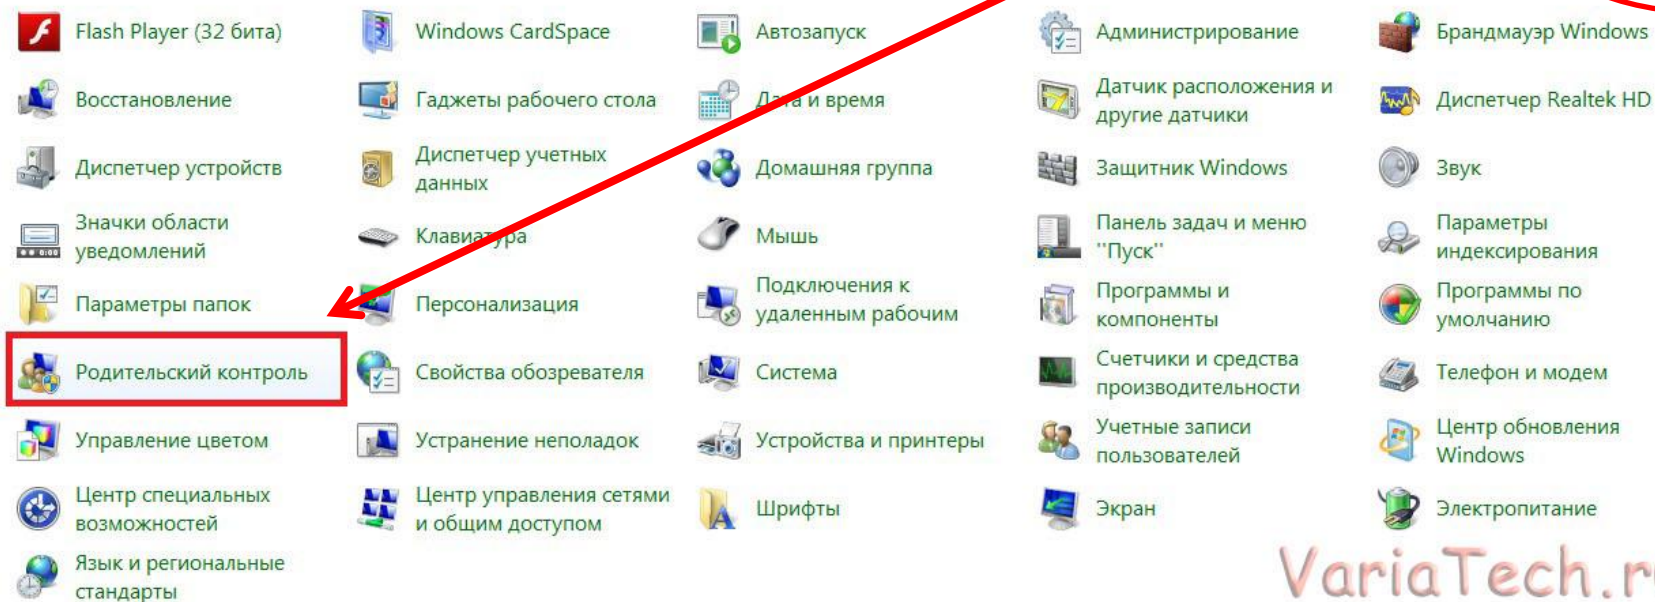 Flash Player (32 бита)
Windows CardSpace
Автозапуск
Администрирование
Брандмауэр Windows
Восстановление
Гаджеты рабочего стола
Дата и время
Датчик расположения и
другие датчики
Диспетчер Realtek HD
Диспетчер устройств
Диспетчер учетных
данных
Домашняя группа
Защитник Windows
Звук
Значки области
уведомлений
Клавиатура
Мышь
Панель задач и меню
"Пуск"
Параметры
индексирования
Параметры папок
Персонализация
Подключения к
удаленным рабочим
Программы и
компоненты
Программы по
умолчанию
Родительский контроль
Свойства обозревателя
Система
Счетчики и средства
производительности
Телефон и модем
Управление цветом
Устранение неполадок
Устройства и принтеры
Учетные записи
пользователей
Центр обновления
Windows
Центр специальных
возможностей
Центр управления сетями
и общим доступом
Шрифты
Экран
Электропитание
Язык и региональные
стандарты
VariaTech.ru